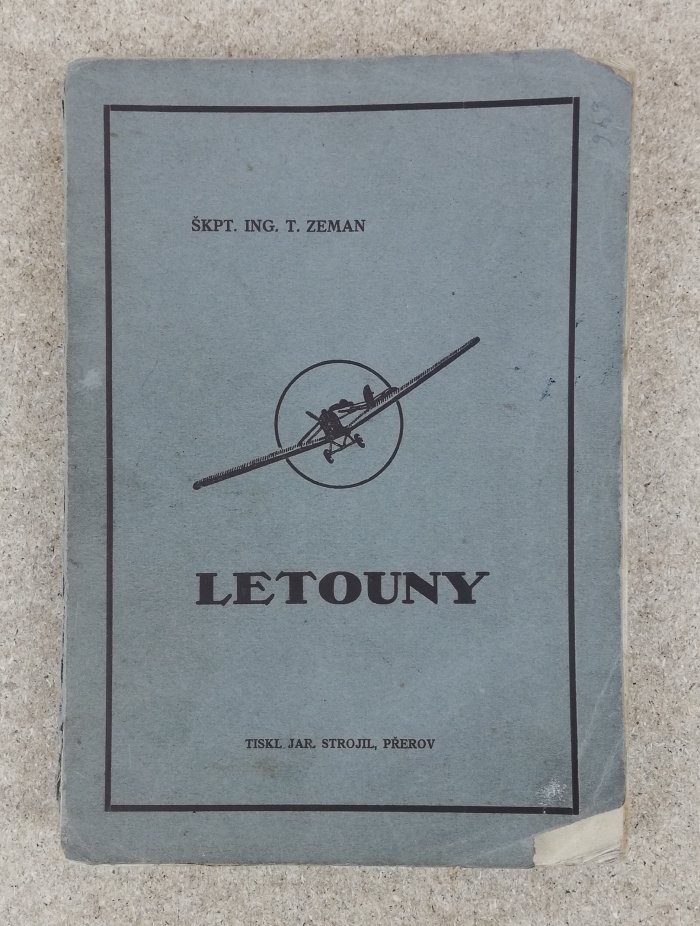 ŠKPT. ING. T. ZEMAN
LETOUNY
TISKL JAR. STROJIL, PŘEROV